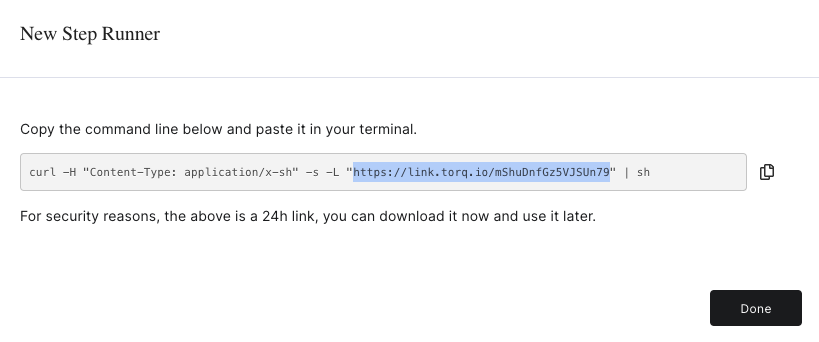 New Step Runner
Copy the command line below and paste it in your terminal.
curl -H "Content-Type: application/x-sh" -s -L "https://link.torq.io/mShuDnfGz5VJSUn79" | sh
For security reasons, the above is a 24h link, you can download it now and use it later.
Done